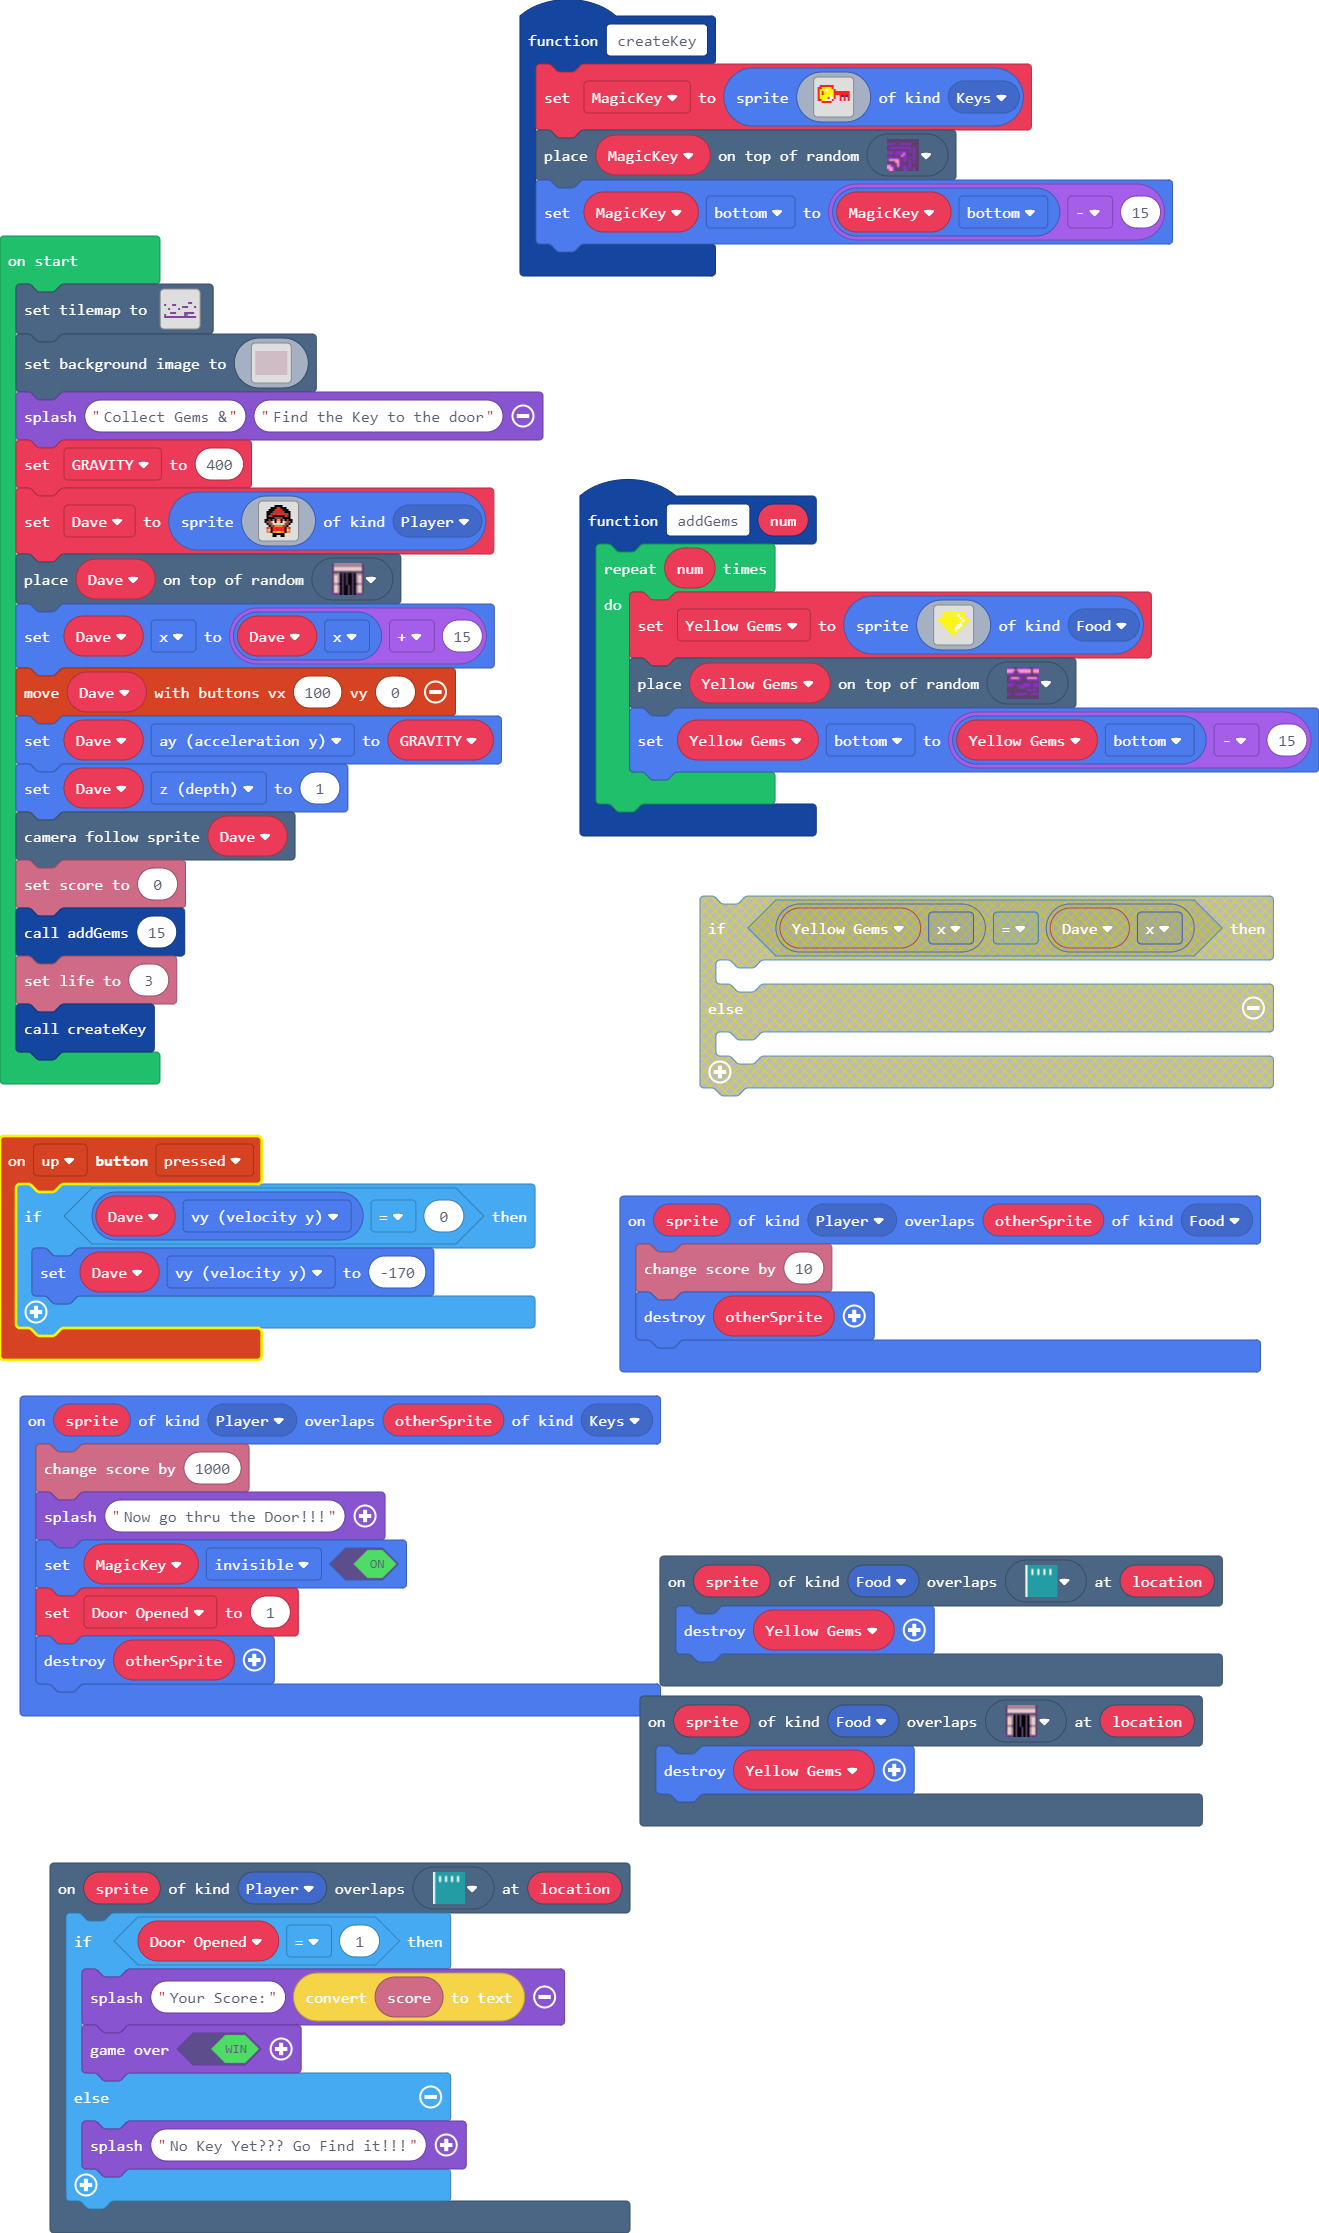 function createKey
set MagicKey to sprite of kind Keys
place MagicKey on top of random
set MagicKey bottom to MagicKey bottom - 15
on start
set tilemap to
set background image to
splash "Collect Gems &" "Find the Key to the door"
set GRAVITY to 400
set Dave to sprite of kind Player
place Dave on top of random
set Dave x to Dave x + 15
move Dave with buttons vx 100 vy 0
set Dave ay (acceleration y) to GRAVITY
set Dave z (depth) to 1
camera follow sprite Dave
set score to 0
call addGems 15
set life to 3
call createKey
function addGems num
repeat num times
do
set Yellow Gems to sprite of kind Food
place Yellow Gems on top of random
set Yellow Gems bottom to Yellow Gems bottom - 15
if Yellow Gems x = Dave x then
else
on up button pressed
if Dave vy (velocity y) = 0 then
set Dave vy (velocity y) to -170
on sprite of kind Player overlaps otherSprite of kind Food
change score by 10
destroy otherSprite
on sprite of kind Player overlaps otherSprite of kind Keys
change score by 1000
splash "Now go thru the Door!!!"
set MagicKey invisible ON
set Door Opened to 1
destroy otherSprite
on sprite of kind Food overlaps at location
destroy Yellow Gems
on sprite of kind Food overlaps at location
destroy Yellow Gems
on sprite of kind Player overlaps at location
if Door Opened = 1 then
splash "Your Score:" convert score to text
game over WIN
else
splash "No Key Yet??? Go Find it!!!"